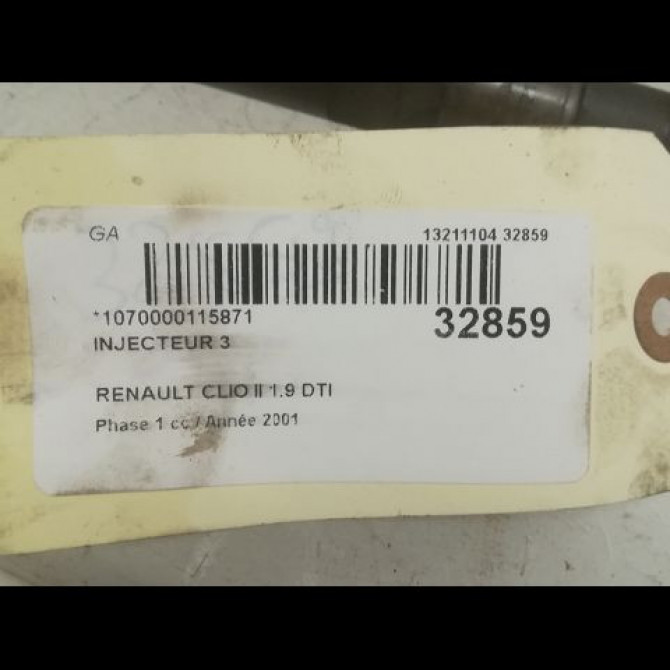 GA 13211104 32859
*1070000115871 32859
INJECTEUR 3
RENAULT CLIO II 1.9 DTI
Phase 1 cc / Année 2001